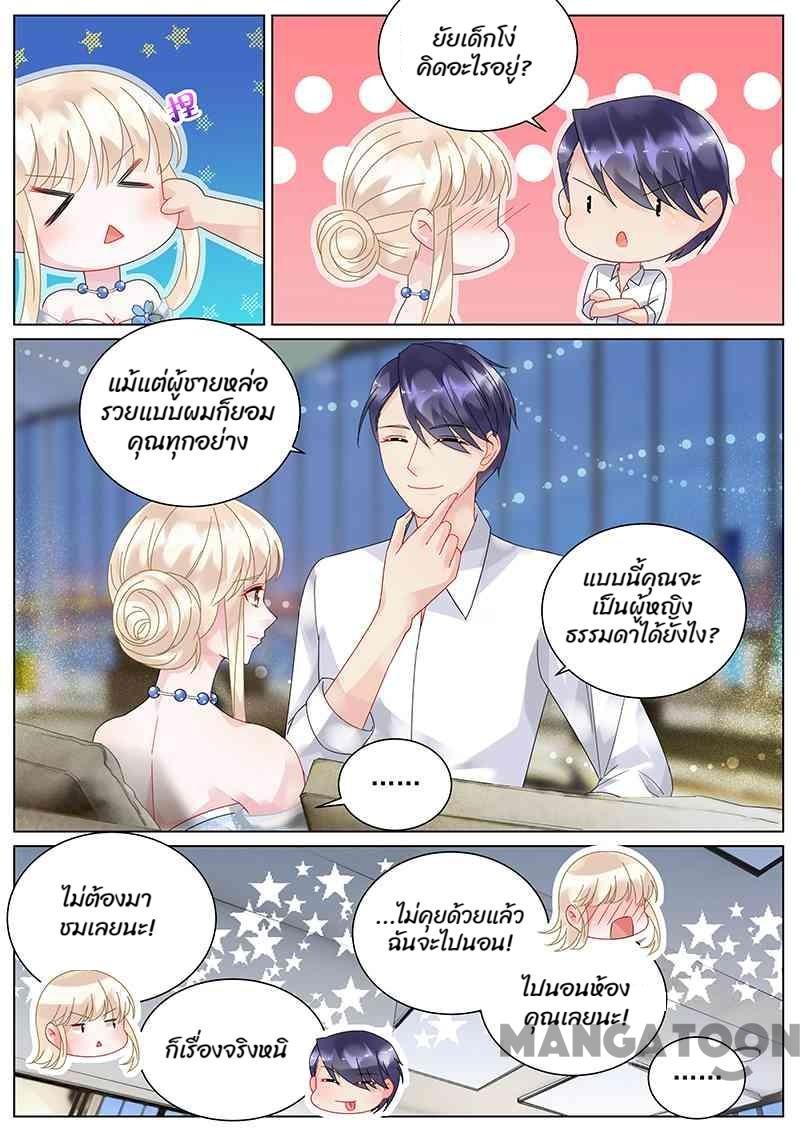 捏
ยัยเด็กโง่
คิดอะไรอยู่?
แม้แต่ผู้ชายหล่อ
รวยแบบผมก็ยอม
คุณทุกอย่าง
แบบนี้คุณจะ
เป็นผู้หญิง
ธรรมดาได้ยังไง?
......
ไม่ต้องมา
ชมเลยนะ!
ก็เรื่องจริงหนิ
...ไม่คุยด้วยแล้ว
ฉันจะไปนอน!
ไปนอนห้อง
คุณเลยนะ!
......
MANGATOON